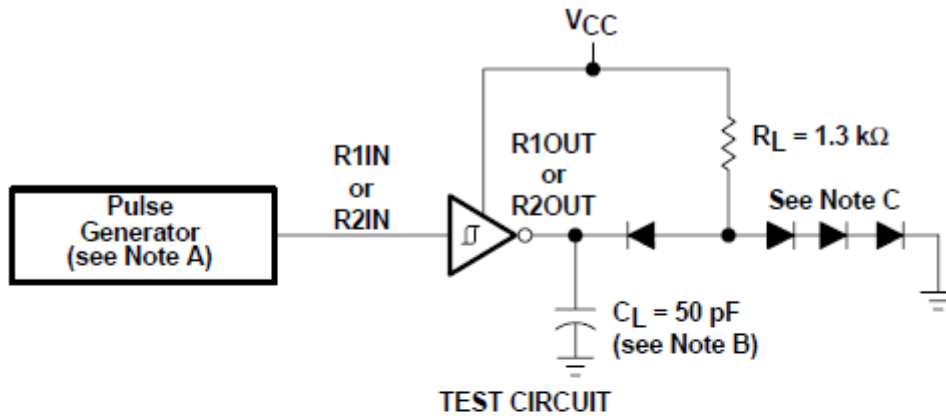 VCC
R1IN
or
R2IN
R1OUT
or
R2OUT
RL = 1.3 kΩ
See Note C
Pulse
Generator
(see Note A)
CL = 50 pF
(see Note B)
TEST CIRCUIT